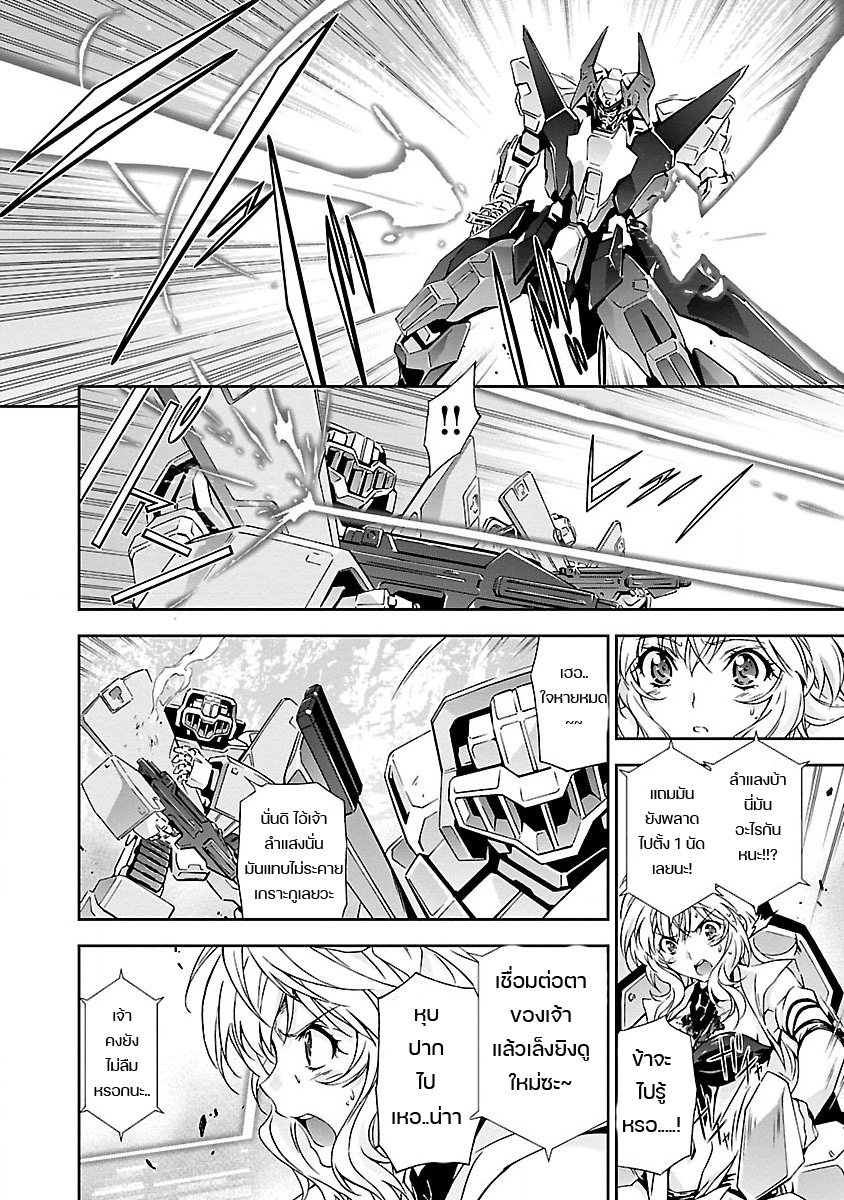 !!
ลำแลงบ้า
นี่มัน
อะไรกัน
หนะ!!?
แถมมัน
ยังพลาด
ไปตั้ง 1 นัด
เลยนะ!
ข้าจะ
ไปรู้
หรอ.....!
เฮอ..
ใจหายหมด
~~
นั่นดิ ไอ้เจ้า
ลำแสงนั่น
มันแทบไม่ระคาย
เกราะกูเลยวะ
เชื่อมต่อตา
ของเจ้า
แล้วเล็งยิงดู
ใหม่ซะ~
หุบ
ปาก
ไป
เหอ..น่าา
เจ้า
คงยัง
ไม่ลืม
หรอกนะ..